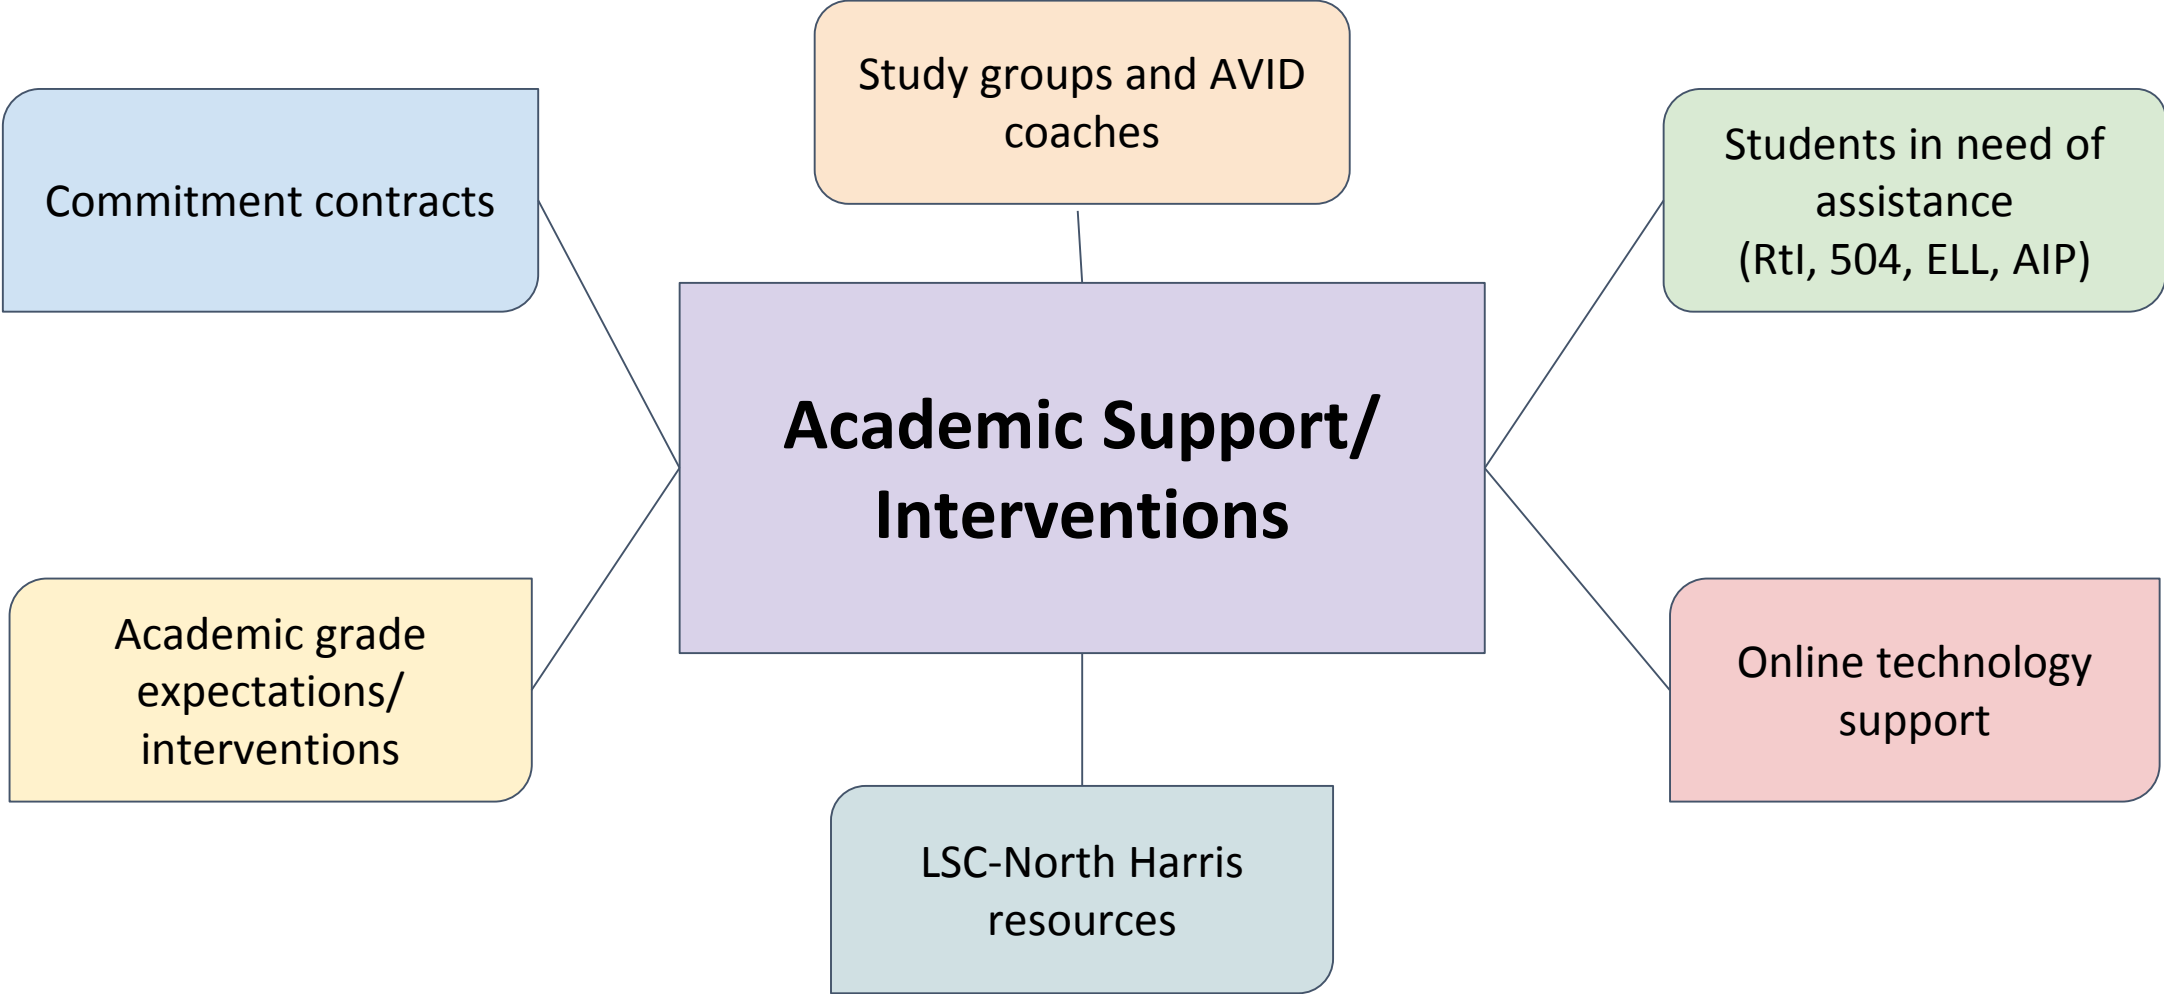 Study groups and AVID
coaches
Commitment contracts
Students in need of
assistance
(RtI, 504, ELL, AIP)
Academic Support/
Interventions
Academic grade
expectations/
interventions
Online technology
support
LSC-North Harris
resources